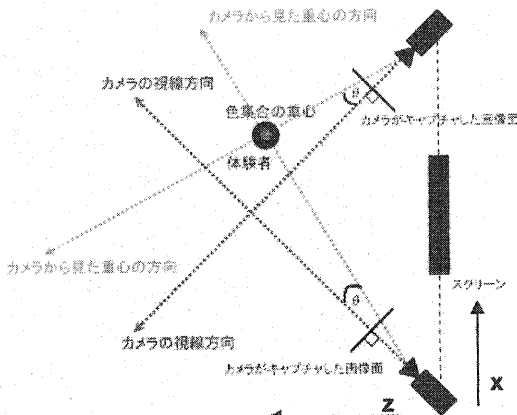 カメラから見た重心の方向
カメラの視線方向
θ
色集合の重心
カメラがキャプチャした画像面
体験者
カメラから見た重心の方向
スクリーン
θ
カメラの視線方向
カメラがキャプチャした画像面
X
Z